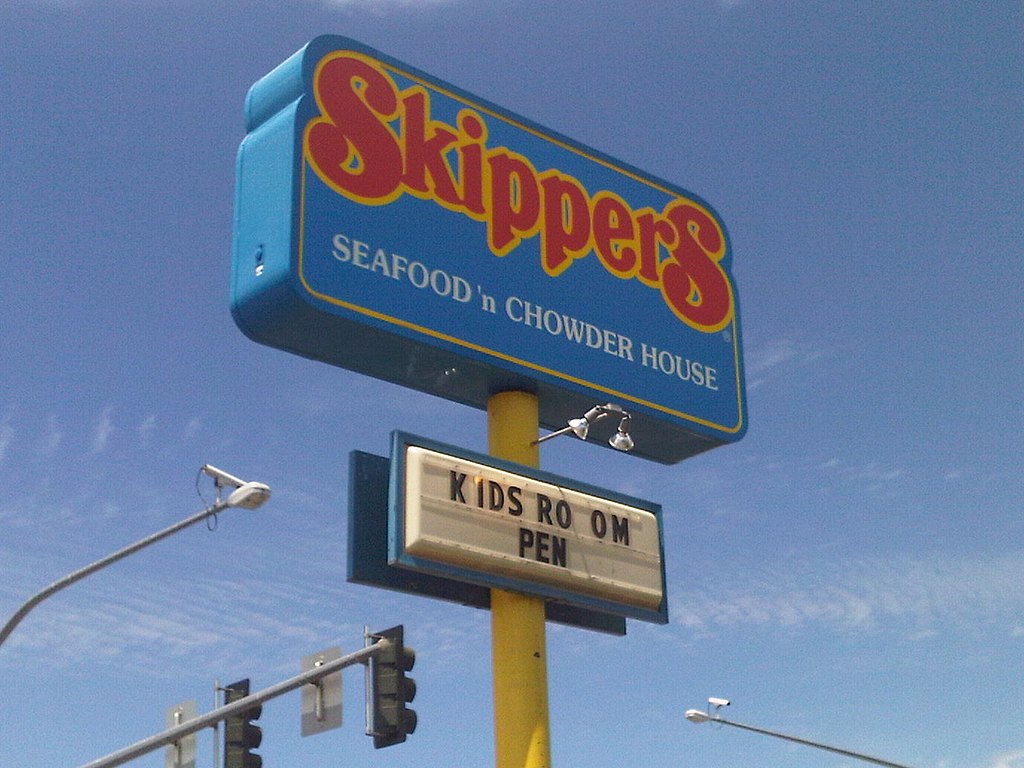 Skippers
SEAFOOD 'n CHOWDER HOUSE ®
KIDS RO OM
PEN